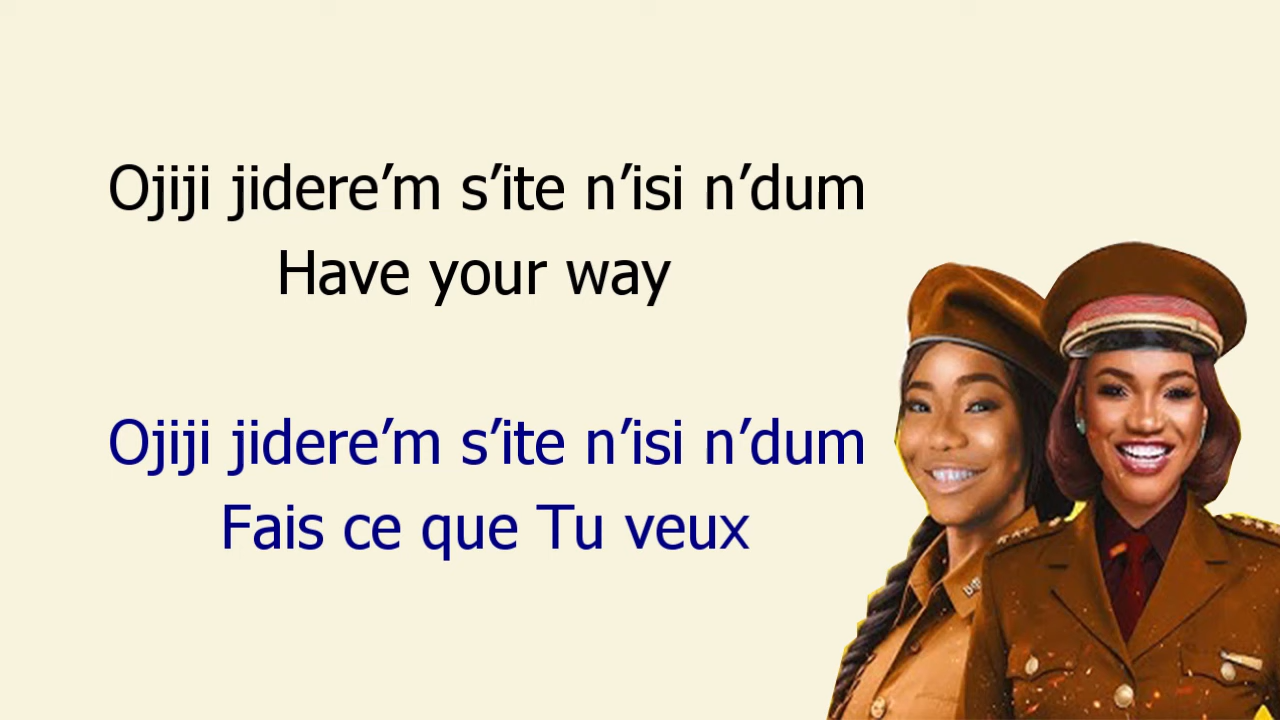 Ojiji jidere’m s’ite n’isi n’dum
Have your way
Ojiji jidere’m s’ite n’isi n’dum
Fais ce que Tu veux